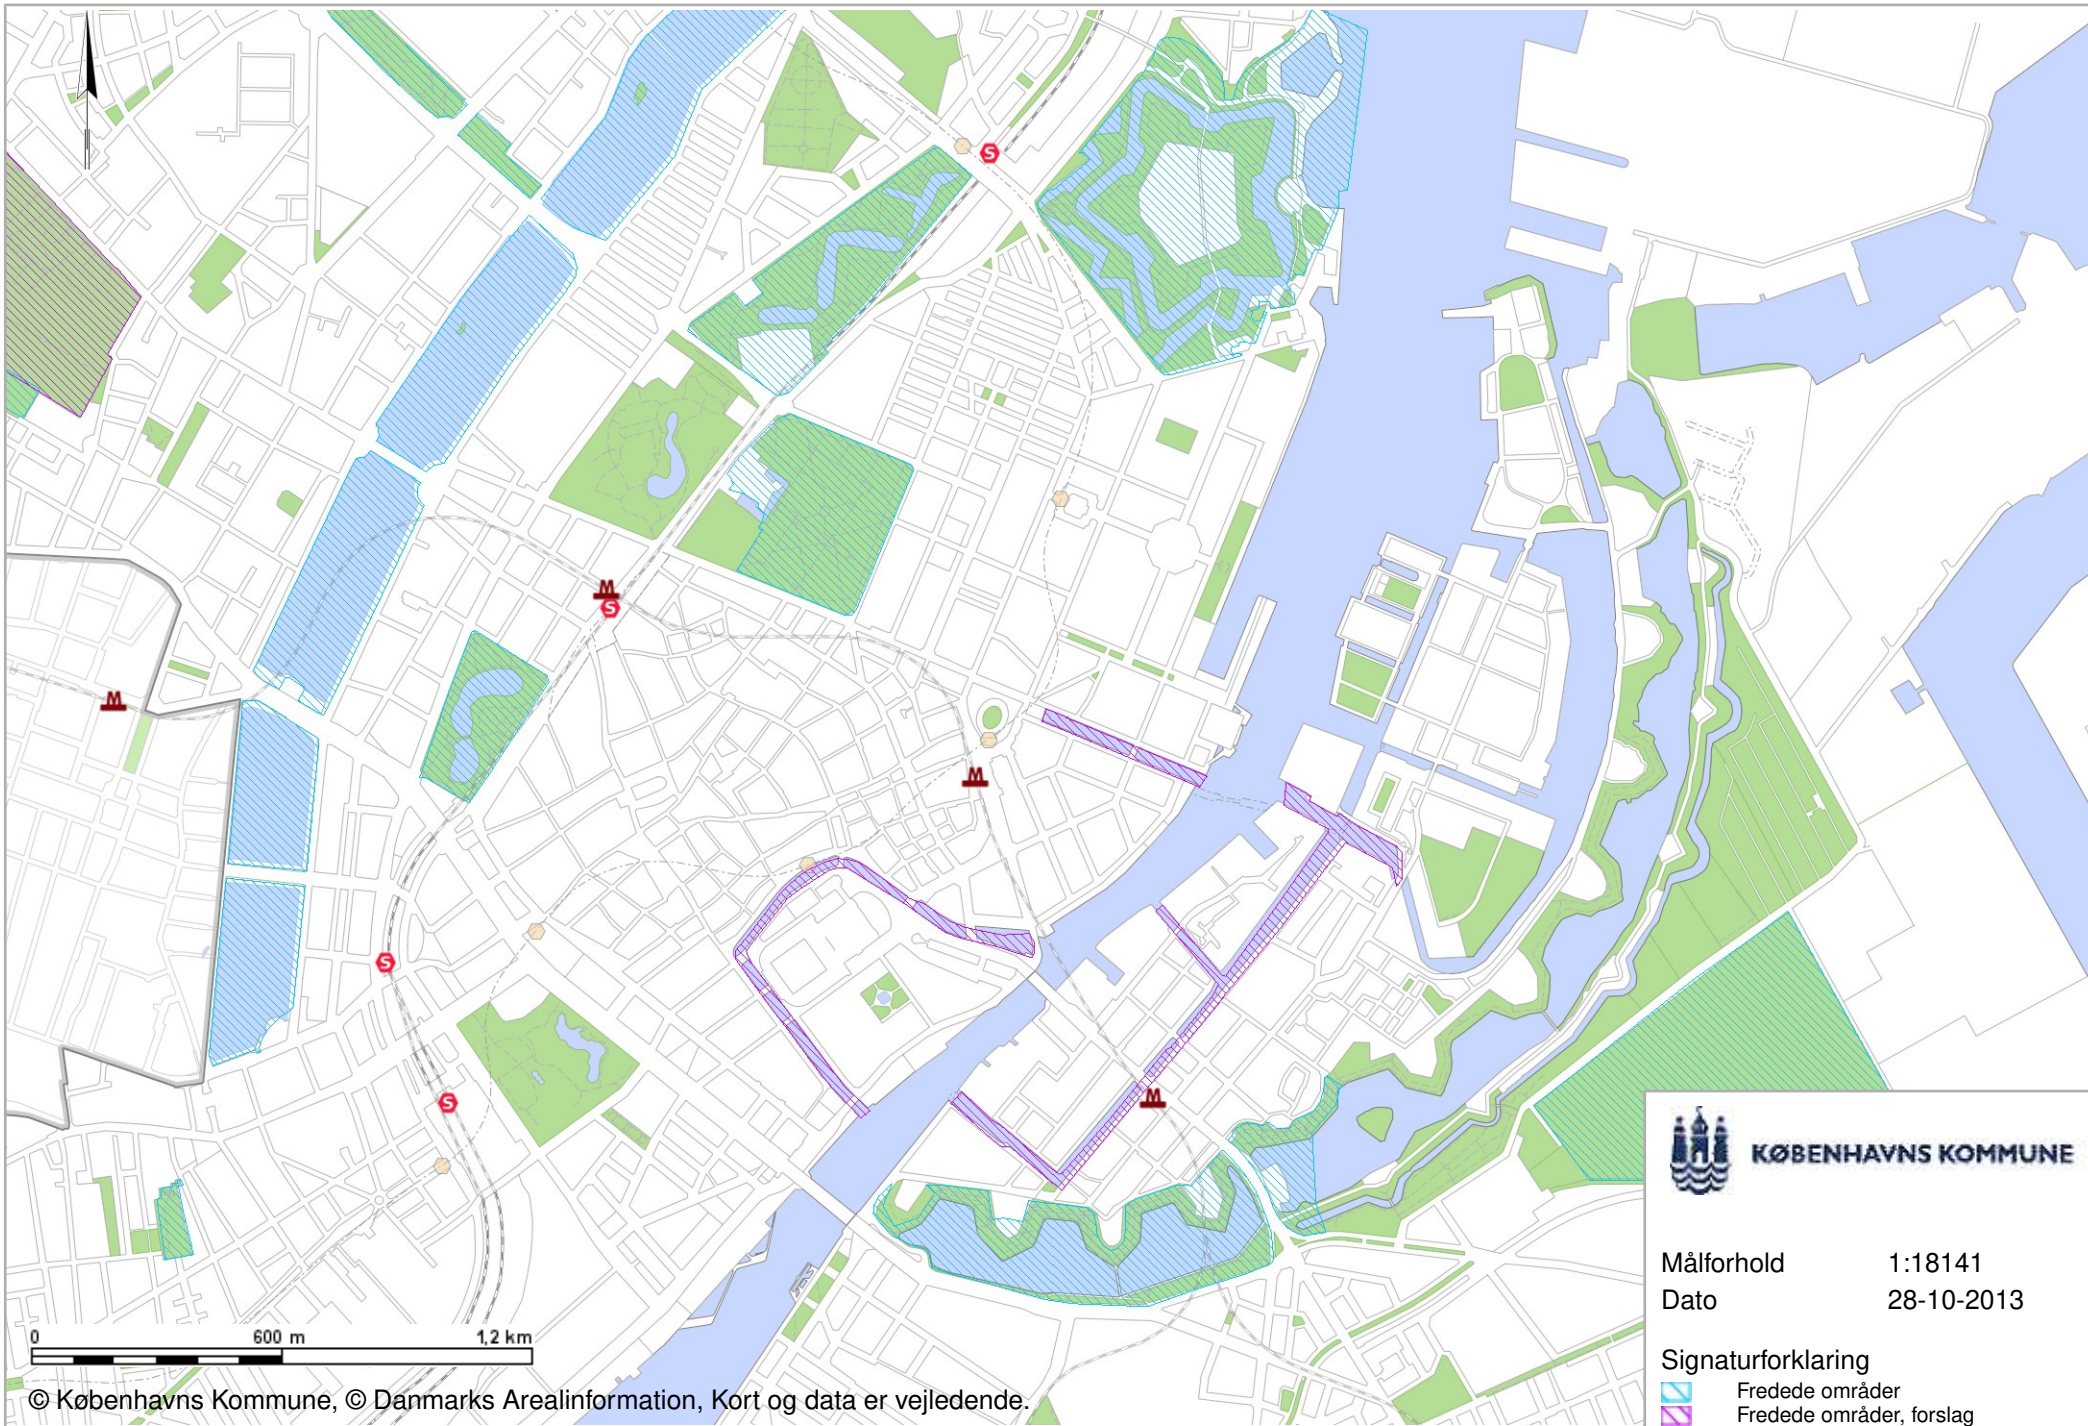 S
M
S
M
M
S
M
S
KØBENHAVNS KOMMUNE
Målforhold 1:18141
Dato 28-10-2013
Signaturforklaring
Fredede områder
Fredede områder, forslag
0 600 m 1,2 km
© Københavns Kommune, © Danmarks Arealinformation, Kort og data er vejledende.